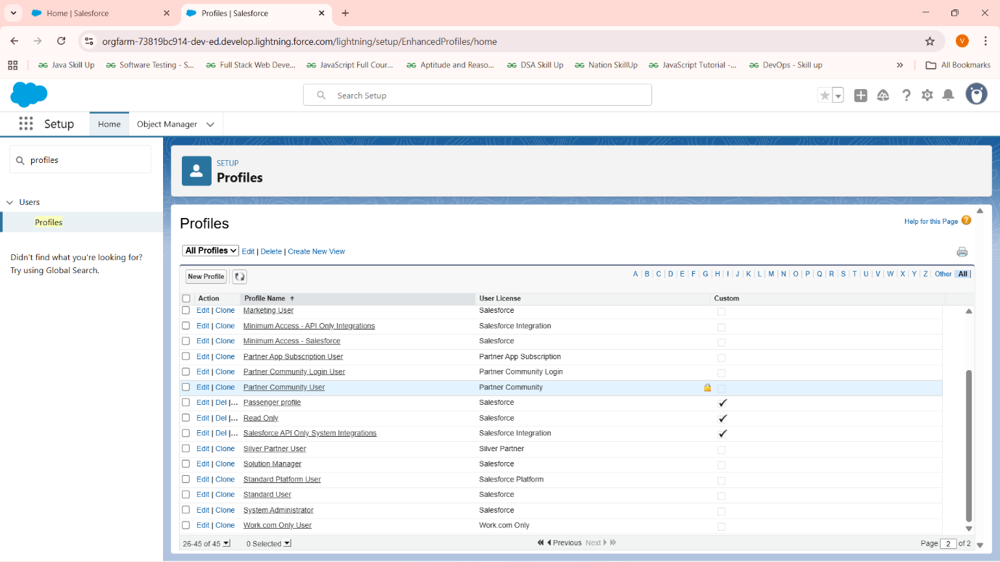 Home | Salesforce
Profiles | Salesforce
orgfarm-73819bc914-dev-ed.develop.lightning.force.com/lightning/setup/EnhancedProfiles/home
V
Java Skill Up
Software Testing - S...
Full Stack Web Deve...
JavaScript Full Cour...
Aptitude and Reaso...
DSA Skill Up
Nation SkillUp
JavaScript Tutorial -...
DevOps - Skill up
All Bookmarks
Search Setup
Setup
Home
Object Manager
profiles
Users
Profiles
Didn't find what you're looking for?
Try using Global Search.
SETUP
Profiles
Profiles
Help for this Page ?
All Profiles Edit | Delete | Create New View
New Profile A | B | C | D | E | F | G | H | I | J | K | L | M | N | O | P | Q | R | S | T | U | V | W | X | Y | Z | Other | All |
Action Profile Name User License Custom
Edit | Clone Marketing User Salesforce
Edit | Clone Minimum Access - API Only Integrations Salesforce Integration
Edit | Clone Minimum Access - Salesforce Salesforce
Edit | Clone Partner App Subscription User Partner App Subscription
Edit | Clone Partner Community Login User Partner Community Login
Edit | Clone Partner Community User Partner Community
Edit | Del |... Passenger profile Salesforce
Edit | Del |... Read Only Salesforce
Edit | Del |... Salesforce API Only System Integrations Salesforce Integration
Edit | Clone Silver Partner User Silver Partner
Edit | Clone Solution Manager Salesforce
Edit | Clone Standard Platform User Salesforce Platform
Edit | Clone Standard User Salesforce
Edit | Clone System Administrator Salesforce
Edit | Clone Work.com Only User Work.com Only
26-45 of 45 0 Selected Previous Next Page 2 of 2